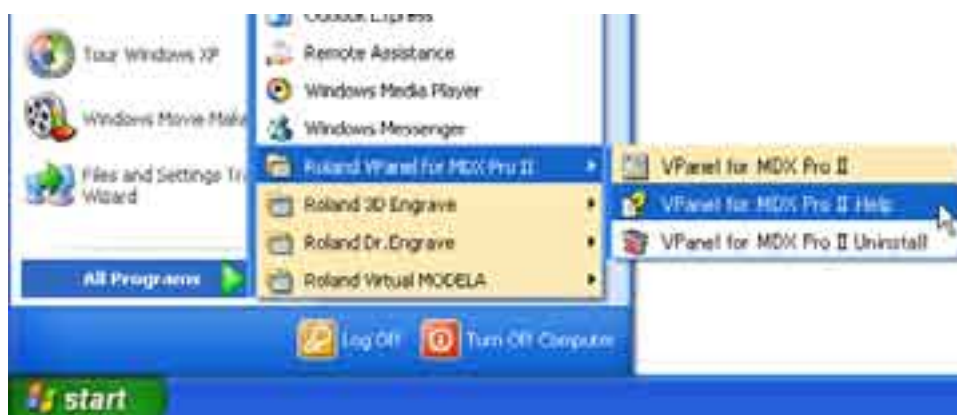 Outlook Express
Tour Windows XP
Remote Assistance
Windows Media Player
Windows Movie Make
Windows Messenger
Files and Settings Tr
Wizard
Roland VPanel for MDX Pro II
VPanel for MDX Pro II
Roland 3D Engrave
VPanel for MDX Pro II Help
Roland Dr.Engrave
VPanel for MDX Pro II Uninstall
All Programs
Roland Virtual MODELA
Log Off
Turn Off Computer
start